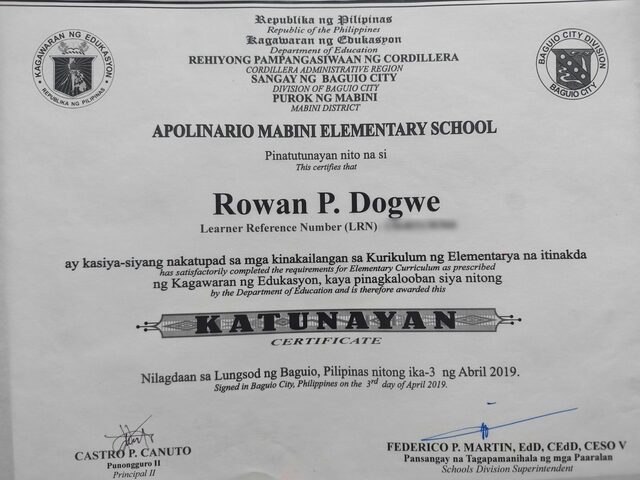 Republika ng Pilipinas
Republic of the Philippines
Kagawaran ng Edukasyon
Department of Education
REHIYONG PAMPANGASIWAAN NG CORDILLERA
CORDILLERA ADMINISTRATIVE REGION
SANGAY NG BAGUIO CITY
DIVISION OF BAGUIO CITY
PUROK NG MABINI
MABINI DISTRICT
KAGAWARAN NG EDUKASYON
REPUBLIKA NG PILIPINAS
BAGUIO CITY DIVISION
BAGUIO CITY
APOLINARIO MABINI ELEMENTARY SCHOOL
Pinatutunayan nito na si
This certifies that
Rowan P. Dogwe
Learner Reference Number (LRN)
ay kasiya-siyang nakatupad sa mga kinakailangan sa Kurikulum ng Elementarya na itinakda
has satisfactorily completed the requirements for Elementary Curriculum as prescribed
ng Kagawaran ng Edukasyon, kaya pinagkalooban siya nitong
by the Department of Education and is therefore awarded this
KATUNAYAN
CERTIFICATE
Nilagdaan sa Lungsod ng Baguio, Pilipinas nitong ika-3 ng Abril 2019.
Signed in Baguio City, Philippines on the 3rd day of April 2019.
CASTRO P. CANUTO
Punongguro II
Principal II
FEDERICO P. MARTIN, EdD, CEdD, CESO V
Pansangay na Tagapamanihala ng mga Paaralan
Schools Division Superintendent